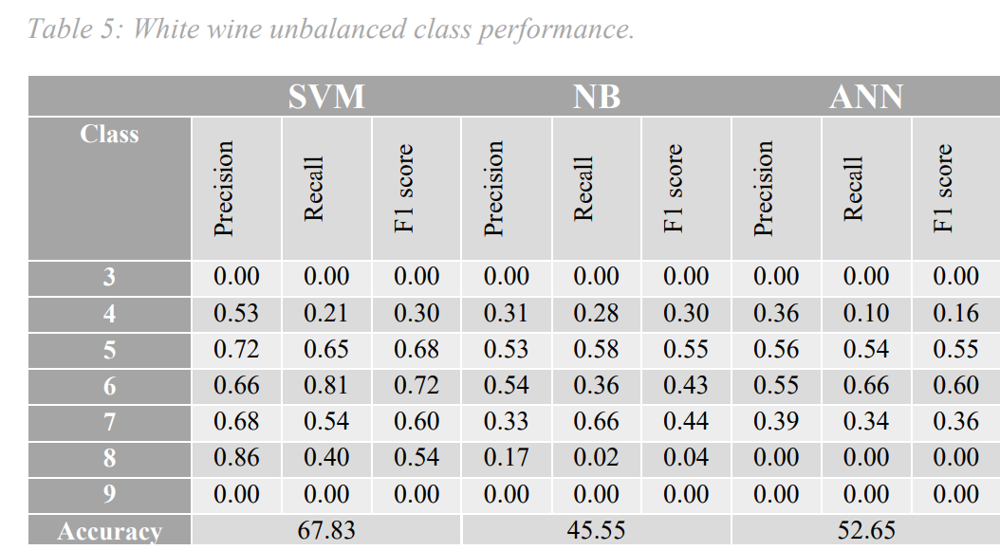 Table 5: White wine unbalanced class performance.
SVM NB ANN
Class Precision Recall F1 score Precision Recall F1 score Precision Recall F1 score
3 0.00 0.00 0.00 0.00 0.00 0.00 0.00 0.00 0.00
4 0.53 0.21 0.30 0.31 0.28 0.30 0.36 0.10 0.16
5 0.72 0.65 0.68 0.53 0.58 0.55 0.56 0.54 0.55
6 0.66 0.81 0.72 0.54 0.36 0.43 0.55 0.66 0.60
7 0.68 0.54 0.60 0.33 0.66 0.44 0.39 0.34 0.36
8 0.86 0.40 0.54 0.17 0.02 0.04 0.00 0.00 0.00
9 0.00 0.00 0.00 0.00 0.00 0.00 0.00 0.00 0.00
Accuracy 67.83 45.55 52.65